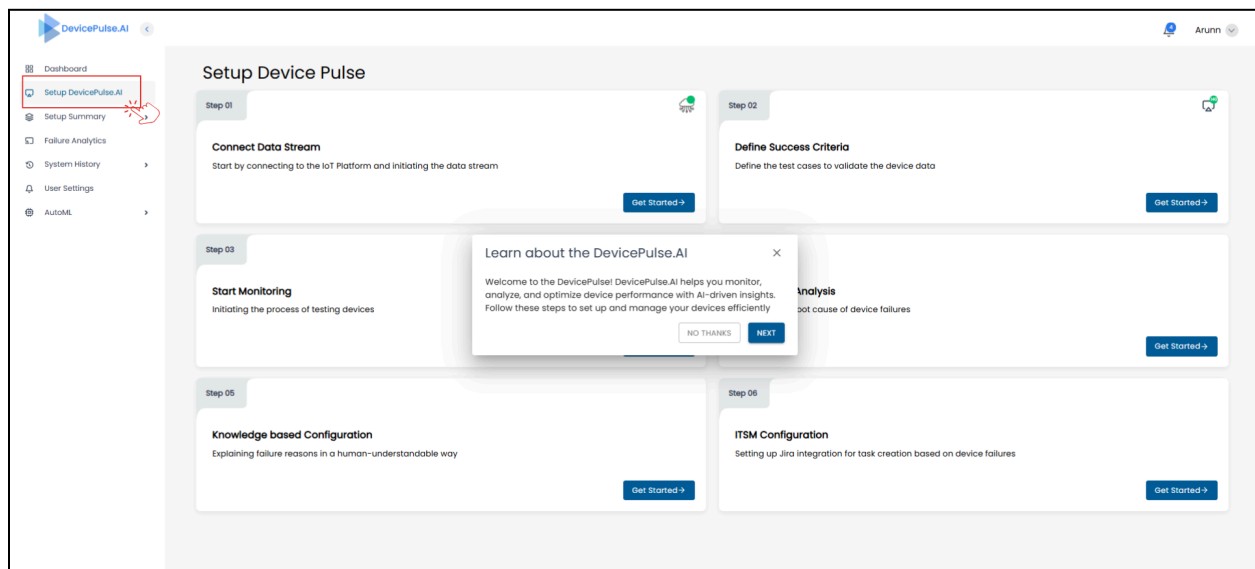 DevicePulse.AI
4
Arunn
Dashboard
Setup DevicePulse.AI
Setup Summary
Failure Analytics
System History
User Settings
AutoML
Setup Device Pulse
Step 01
Connect Data Stream
Start by connecting to the IoT Platform and initiating the data stream
Get Started
Step 02
Define Success Criteria
Define the test cases to validate the device data
Get Started
Step 03
Start Monitoring
Initiating the process of testing devices
Learn about the DevicePulse.AI
Welcome to the DevicePulse! DevicePulse.AI helps you monitor,
analyze, and optimize device performance with AI-driven insights.
Follow these steps to set up and manage your devices efficiently
NO THANKS
NEXT
Analysis
cause of device failures
Get Started
Step 05
Knowledge based Configuration
Explaining failure reasons in a human-understandable way
Get Started
Step 06
ITSM Configuration
Setting up Jira integration for task creation based on device failures
Get Started